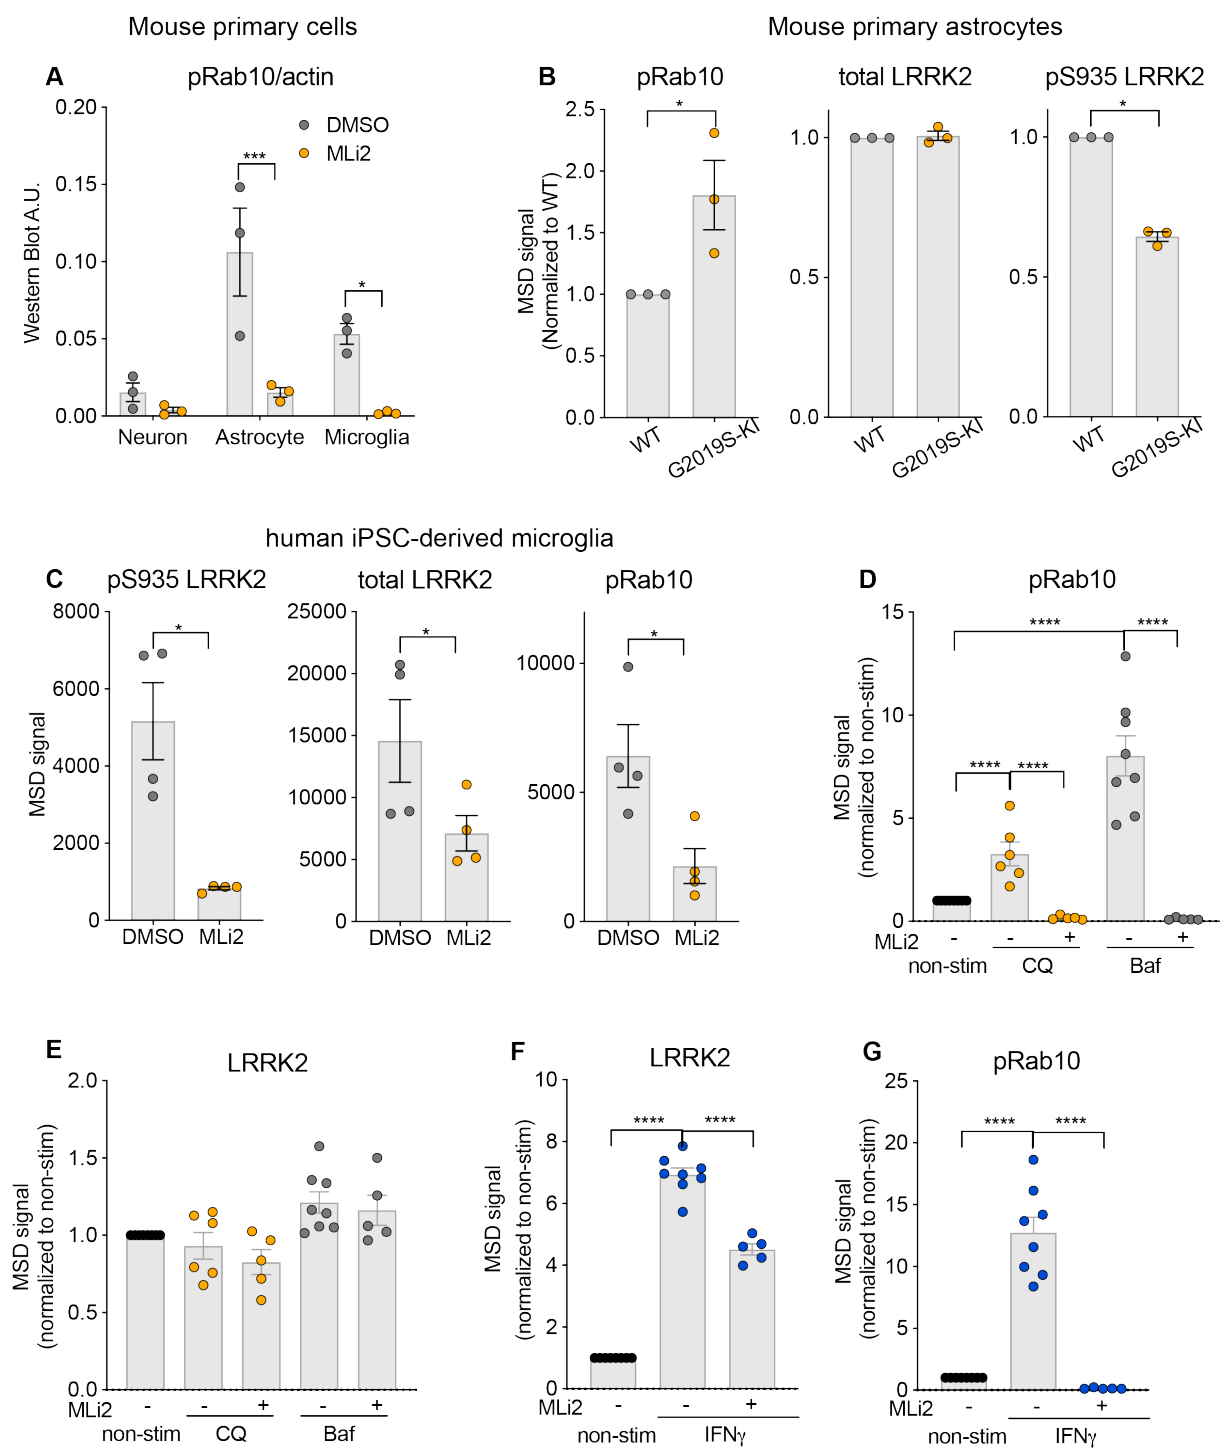 Mouse primary cells
Mouse primary astrocytes
A
pRab10/actin
DMSO
MLi2
Western Blot A.U.
0.20
0.15
0.10
0.05
0.00
***
*
Neuron
Astrocyte
Microglia
B
pRab10
MSD signal
(Normalized to WT)
2.5
2.0
1.5
1.0
0.5
0.0
*
WT
G2019S-KI
total LRRK2
1.0
0.5
0.0
WT
G2019S-KI
pS935 LRRK2
1.0
0.5
0.0
*
WT
G2019S-KI
human iPSC-derived microglia
C
pS935 LRRK2
MSD signal
8000
6000
4000
2000
0
*
DMSO
MLi2
total LRRK2
25000
20000
15000
10000
5000
0
*
DMSO
MLi2
pRab10
10000
5000
0
*
DMSO
MLi2
D
pRab10
MSD signal
(normalized to non-stim)
15
10
5
0
****
****
****
****
MLi2
-
-
+
-
+
non-stim
CQ
Baf
E
LRRK2
MSD signal
(normalized to non-stim)
2.0
1.5
1.0
0.5
0.0
MLi2
-
-
+
-
+
non-stim
CQ
Baf
F
LRRK2
MSD signal
(normalized to non-stim)
10
8
6
4
2
0
****
****
MLi2
-
-
+
non-stim
IFNγ
G
pRab10
MSD signal
(normalized to non-stim)
25
20
15
10
5
0
****
****
MLi2
-
-
+
non-stim
IFNγ